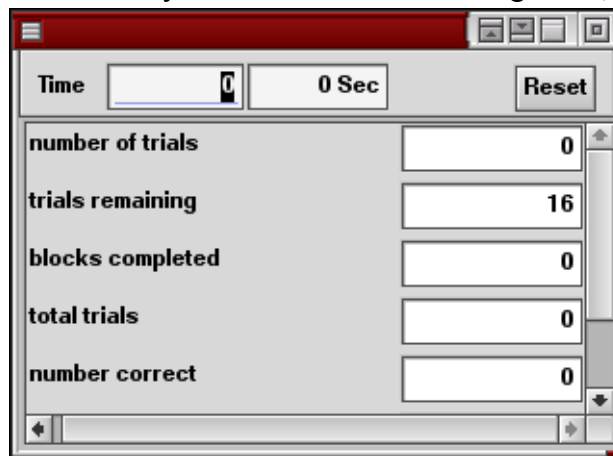 Time 0 0 Sec Reset
number of trials 0
trials remaining 16
blocks completed 0
total trials 0
number correct 0